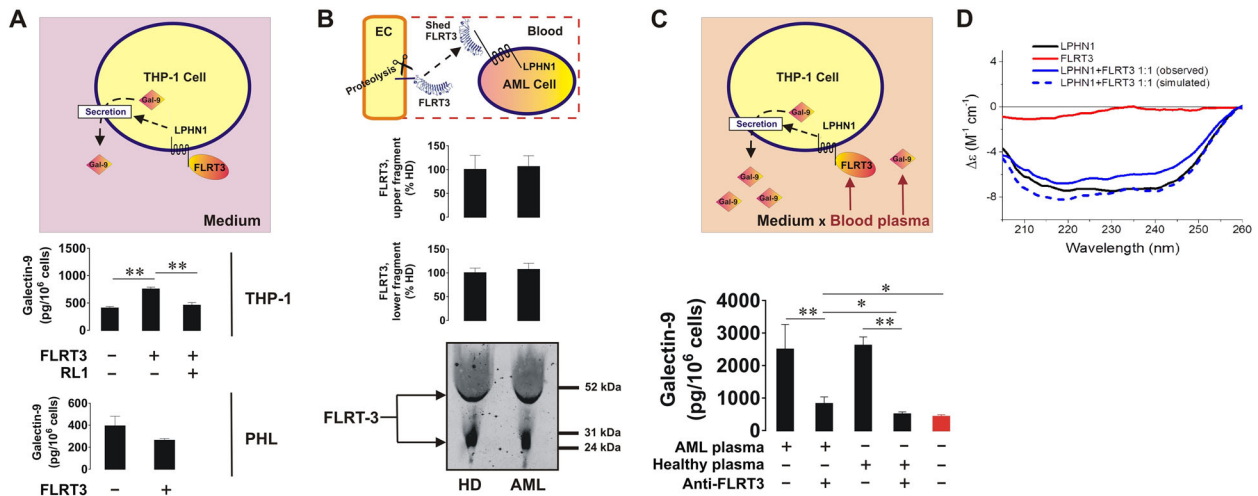 A
THP-1 Cell
Gal-9
Secretion
LPHN1
Gal-9
FLRT3
Medium
Galectin-9
(pg/10⁶ cells)
1500
1000
500
0
**
**
THP-1
FLRT3 – + +
RL1 – – +
Galectin-9
(pg/10⁶ cells)
600
400
200
0
PHL
FLRT3 – +
B
EC
Shed
FLRT3
Blood
Proteolysis
LPHN1
AML Cell
FLRT3
FLRT3,
upper fragment
(% HD)
200
100
0
FLRT3,
lower fragment
(% HD)
200
100
0
FLRT-3
52 kDa
31 kDa
24 kDa
HD AML
C
THP-1 Cell
Gal-9
Secretion
LPHN1
FLRT3
Gal-9
Gal-9
Gal-9
Gal-9
Medium x Blood plasma
Galectin-9
(pg/10⁶ cells)
4000
3000
2000
1000
0
*
*
**
**
AML plasma + + – – –
Healthy plasma – – + + –
Anti-FLRT3 – + – + –
D
LPHN1
FLRT3
LPHN1+FLRT3 1:1 (observed)
LPHN1+FLRT3 1:1 (simulated)
Δε (M⁻¹ cm⁻¹)
0
-4
-8
210 220 230 240 250 260
Wavelength (nm)